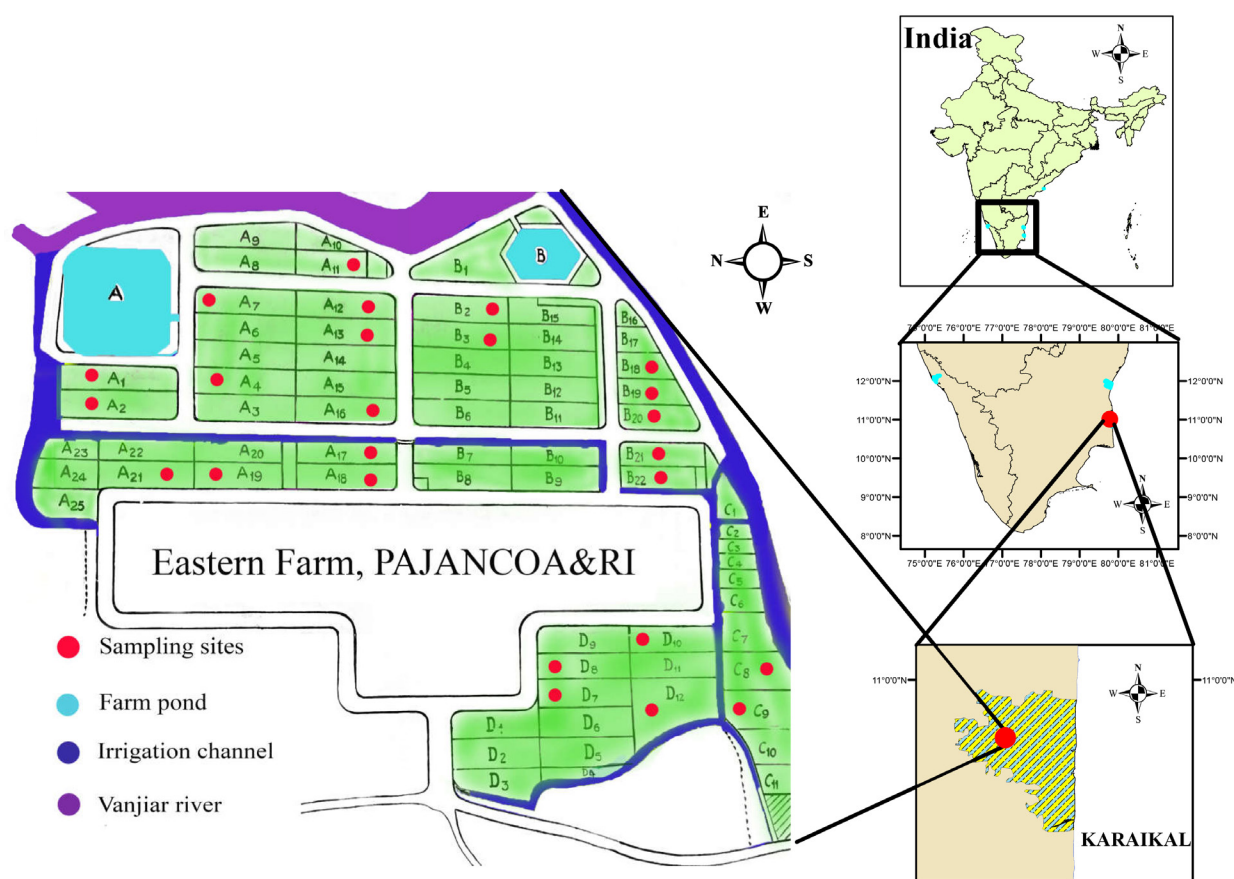 India
N
W E
S
E
N S
W
A
A9 A10
A8 A11
B1
B
A7 A12
A6 A13
A5 A14
A4 A15
A3 A16
B2 B15
B3 B14
B4 B13
B5 B12
B6 B11
B16
B17
B18
B19
B20
A1
A2
A23 A22 A20 A17
A24 A21 A19 A18
A25
B7 B10
B8 B9
B21
B22
C1
C2
C3
C4
C5
C6
C7
C8
C9
C10
C11
Eastern Farm, PAJANCOA&RI
Sampling sites
Farm pond
Irrigation channel
Vanjiar river
D9 D10
D8 D11
D7 D12
D6
D1 D5
D2 D4
D3
75°0'0"E 76°0'0"E 77°0'0"E 78°0'0"E 79°0'0"E 80°0'0"E 81°0'0"E
12°0'0"N 12°0'0"N
11°0'0"N 11°0'0"N
10°0'0"N 10°0'0"N
9°0'0"N 9°0'0"N
8°0'0"N 8°0'0"N
N
W E
S
75°0'0"E 76°0'0"E 77°0'0"E 78°0'0"E 79°0'0"E 80°0'0"E 81°0'0"E
11°0'0"N 11°0'0"N
N
W E
S
KARAIKAL